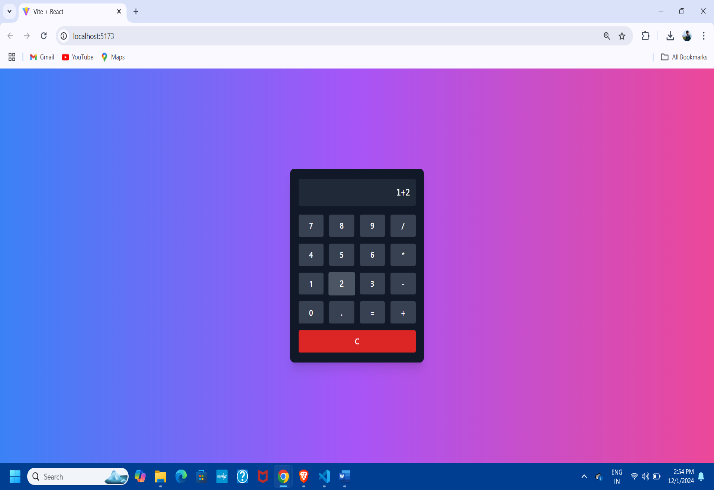 Vite + React
localhost:5173
Gmail YouTube Maps All Bookmarks
1+2
7 8 9 /
4 5 6 *
1 2 3 -
0 . = +
C
Search
ENG
IN
2:54 PM
12/1/2024